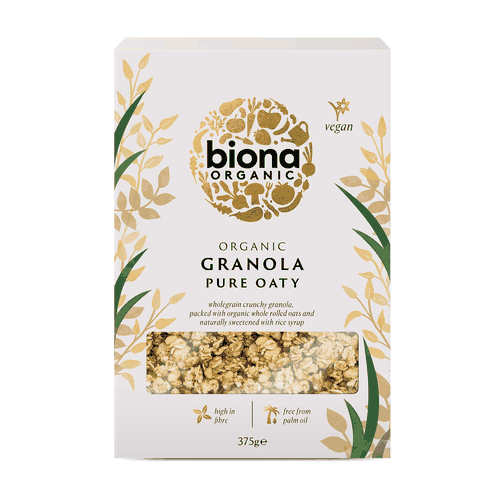 vegan
biona
ORGANIC
ORGANIC
GRANOLA
PURE OATY
wholegrain crunchy granola,
packed with organic whole rolled oats and
naturally sweetened with rice syrup
high in
fibre
free from
palm oil
375g℮